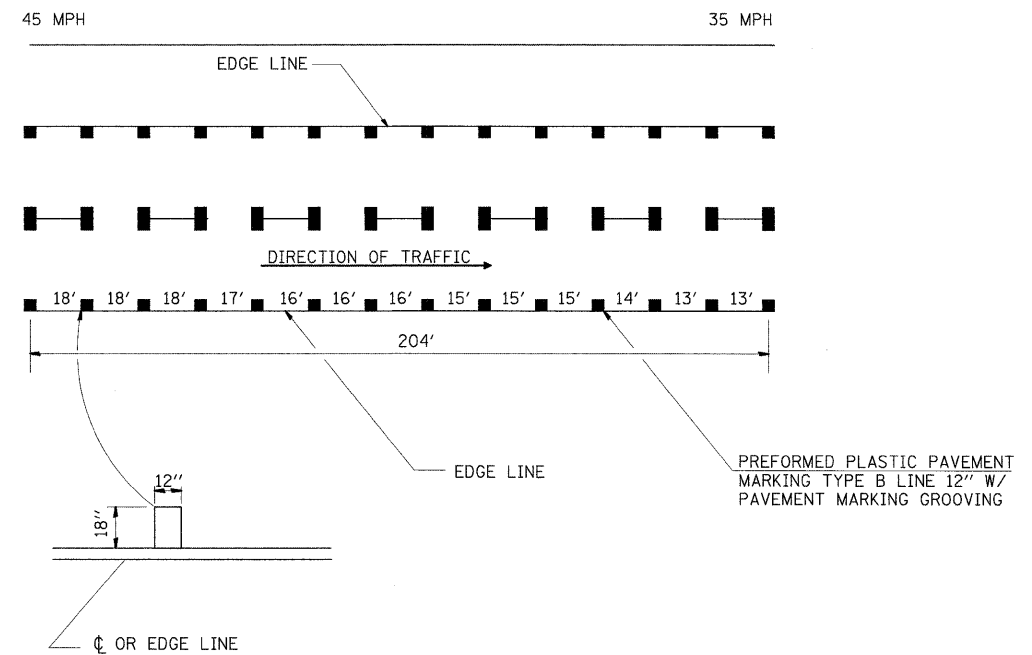 45 MPH
35 MPH
EDGE LINE
DIRECTION OF TRAFFIC
18' 18' 18' 17' 16' 16' 16' 15' 15' 15' 14' 13' 13'
204'
EDGE LINE
PREFORMED PLASTIC PAVEMENT
MARKING TYPE B LINE 12" W/
PAVEMENT MARKING GROOVING
12"
18"
℄ OR EDGE LINE